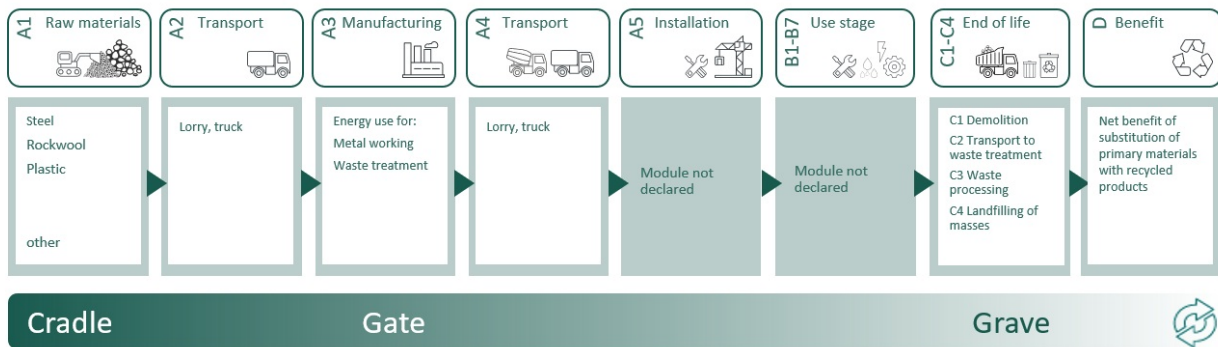 A1 Raw materials
A2 Transport
A3 Manufacturing
A4 Transport
A5 Installation
B1-B7 Use stage
C1-C4 End of life
D Benefit
Steel
Rockwool
Plastic
other
Lorry, truck
Energy use for:
Metal working
Waste treatment
Lorry, truck
Module not
declared
Module not
declared
C1 Demolition
C2 Transport to
waste treatment
C3 Waste
processing
C4 Landfilling of
masses
Net benefit of
substitution of
primary materials
with recycled
products
Cradle
Gate
Grave